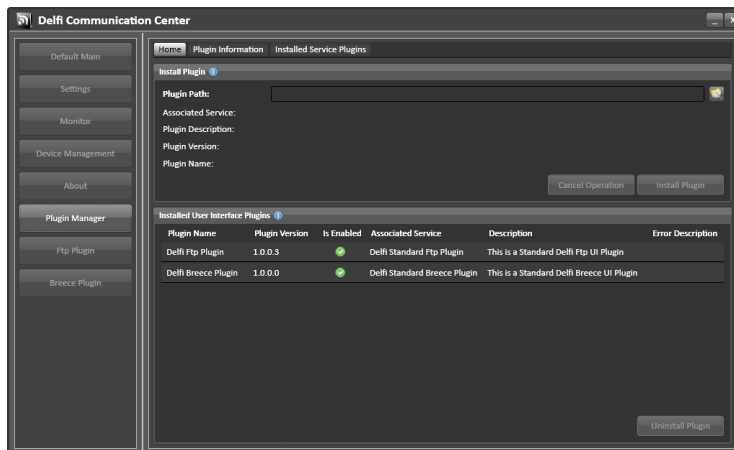 Delfi Communication Center
Default Main
Settings
Monitor
Device Management
About
Plugin Manager
Ftp Plugin
Breece Plugin
Home Plugin Information Installed Service Plugins
Install Plugin
Plugin Path:
Associated Service:
Plugin Description:
Plugin Version:
Plugin Name:
Cancel Operation Install Plugin
Installed User Interface Plugins
Plugin Name Plugin Version Is Enabled Associated Service Description Error Description
Delfi Ftp Plugin 1.0.0.3 Delfi Standard Ftp Plugin This is a Standard Delfi Ftp UI Plugin
Delfi Breece Plugin 1.0.0.0 Delfi Standard Breece Plugin This is a Standard Delfi Breece UI Plugin
Uninstall Plugin